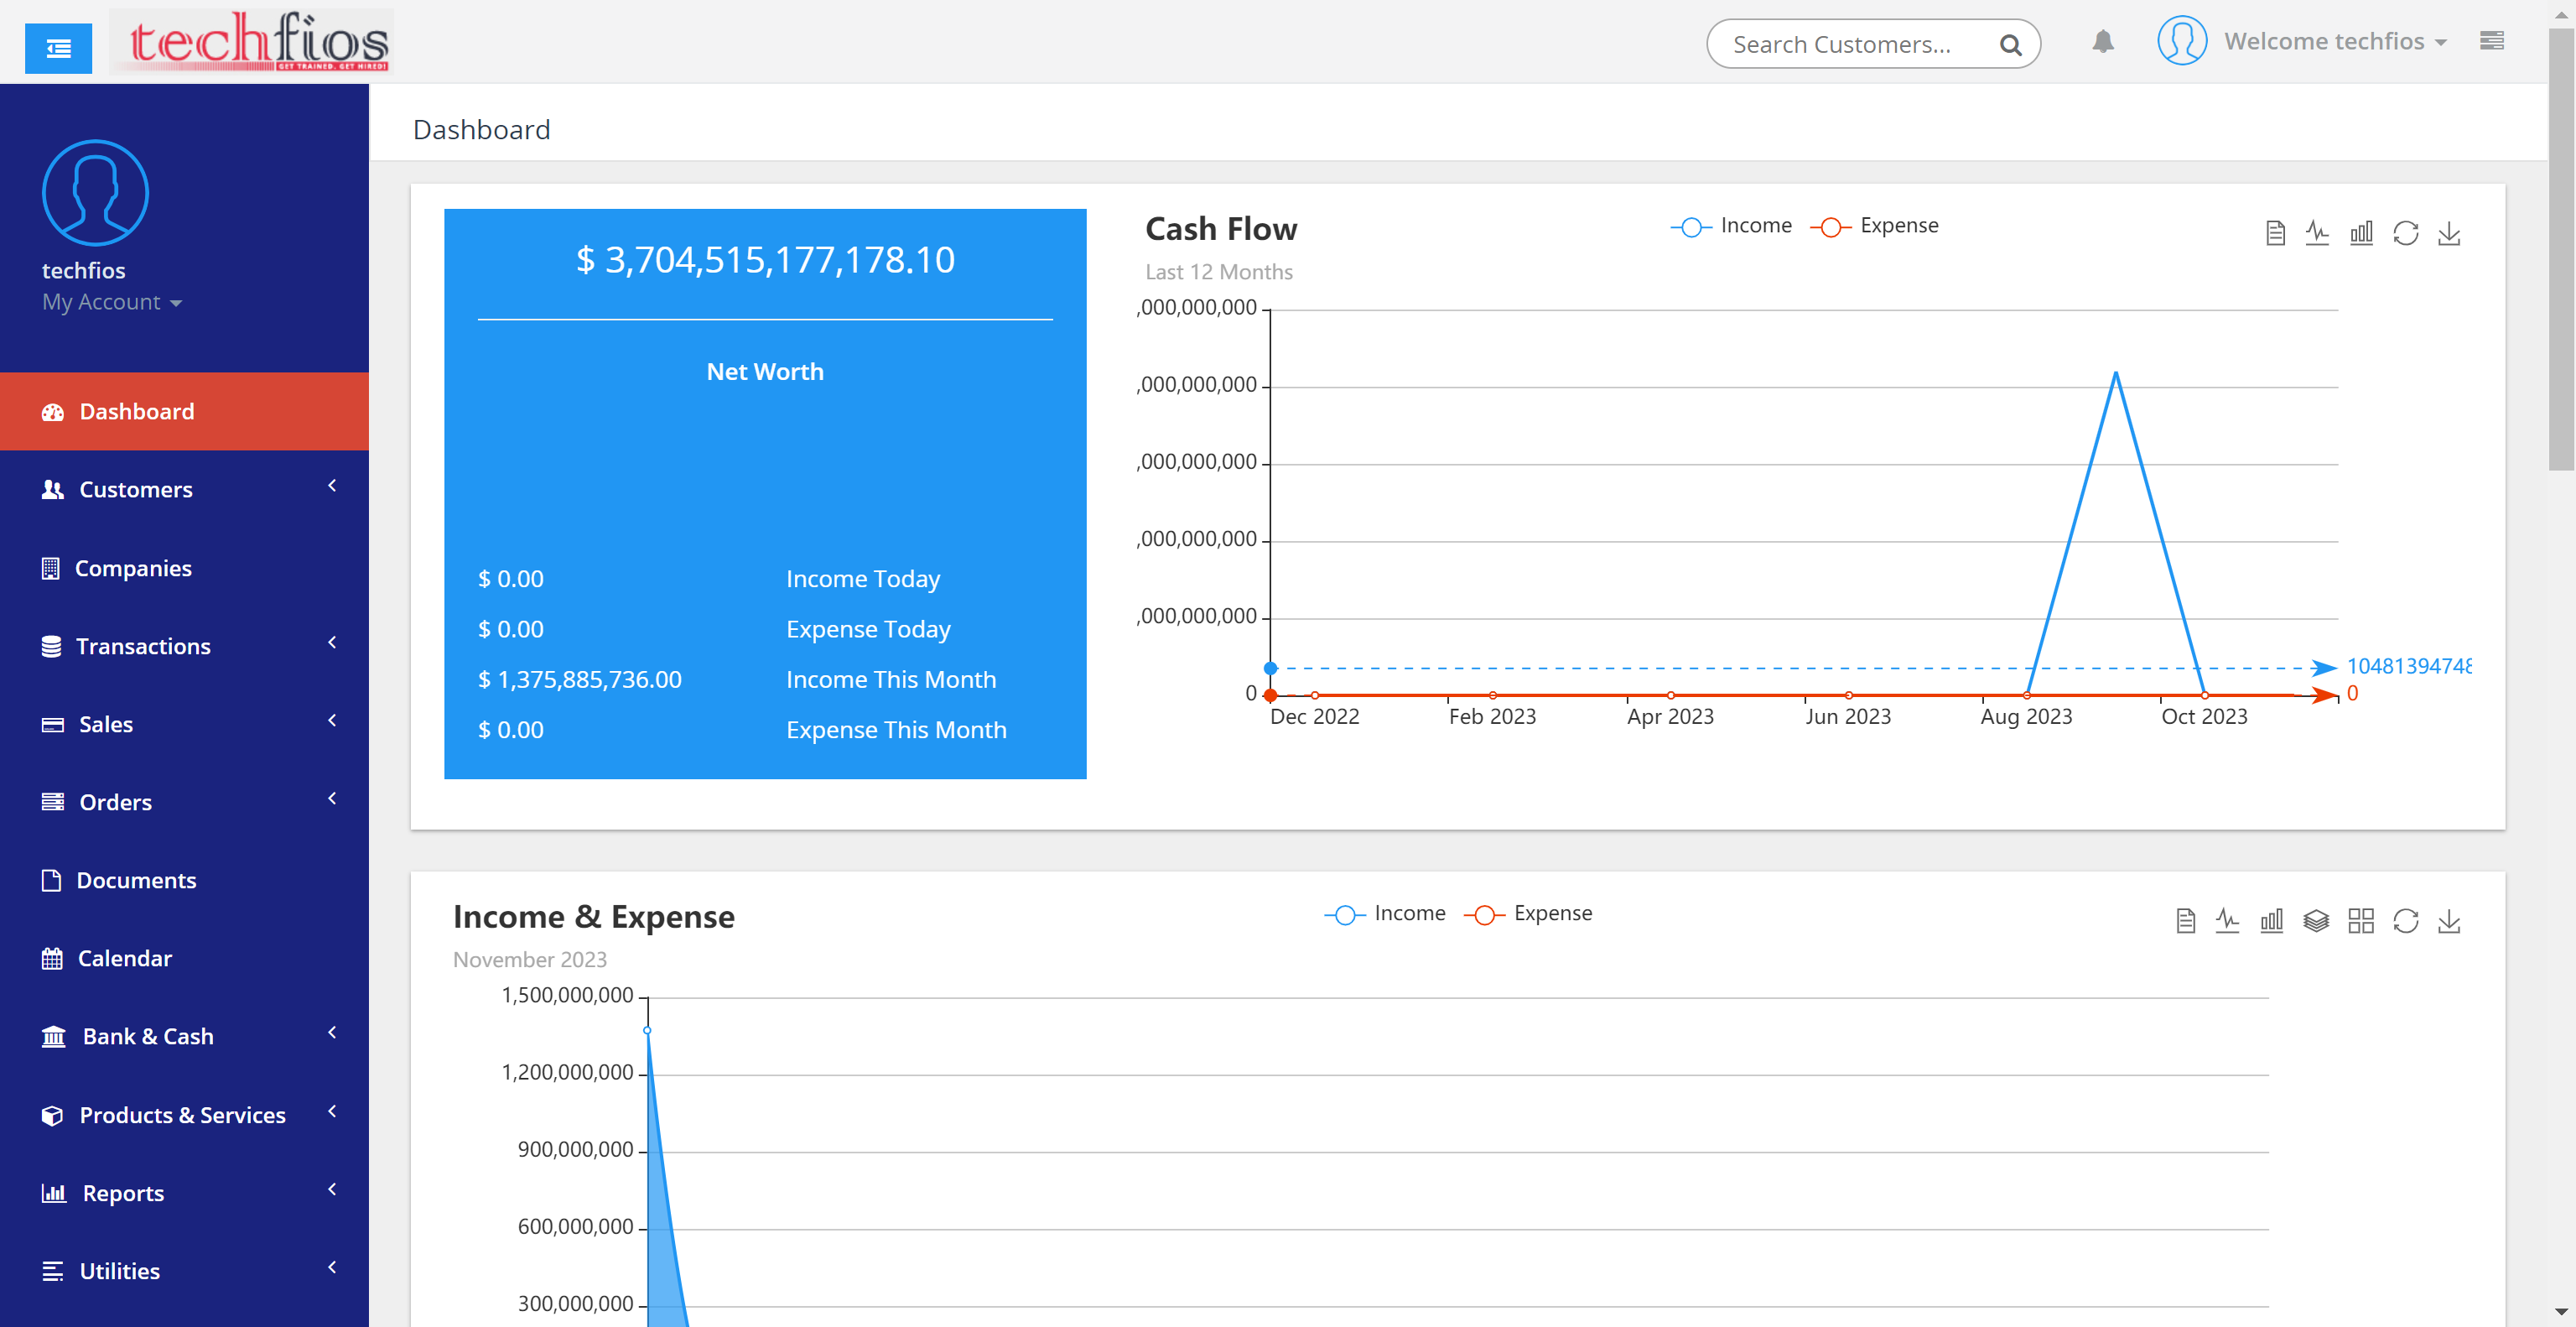 techfios
GET TRAINED. GET HIRED!
Search Customers...
Welcome techfios
techfios
My Account
Dashboard
Customers
Companies
Transactions
Sales
Orders
Documents
Calendar
Bank & Cash
Products & Services
Reports
Utilities
Dashboard
$ 3,704,515,177,178.10
Net Worth
$ 0.00 Income Today
$ 0.00 Expense Today
$ 1,375,885,736.00 Income This Month
$ 0.00 Expense This Month
Cash Flow
Last 12 Months
Income Expense
,000,000,000
,000,000,000
,000,000,000
,000,000,000
,000,000,000
0
10481394748
0
Dec 2022 Feb 2023 Apr 2023 Jun 2023 Aug 2023 Oct 2023
Income & Expense
November 2023
Income Expense
1,500,000,000
1,200,000,000
900,000,000
600,000,000
300,000,000